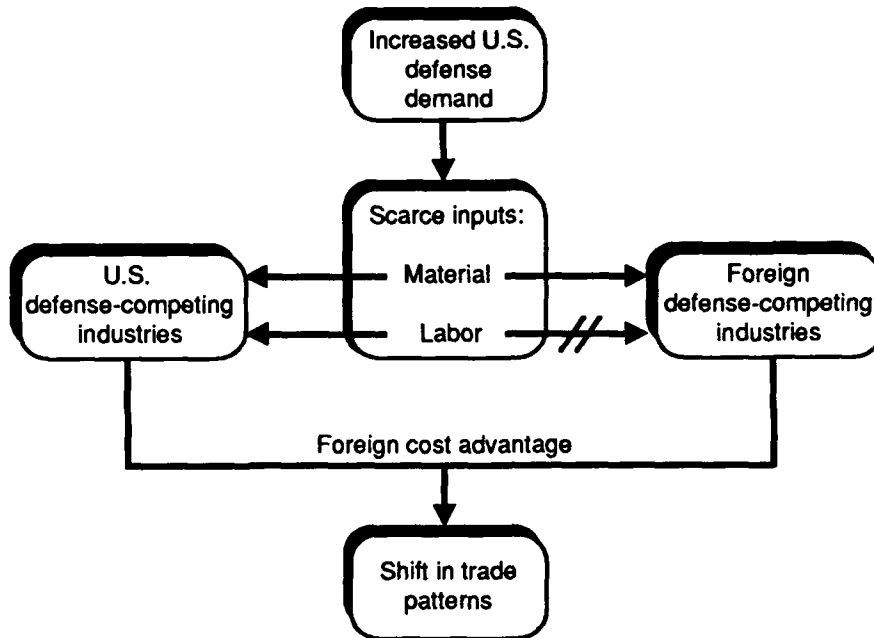 Increased U.S.
defense
demand
Scarce inputs:
Material
Labor
U.S.
defense-competing
industries
Foreign
defense-competing
industries
Foreign cost advantage
Shift in trade
patterns